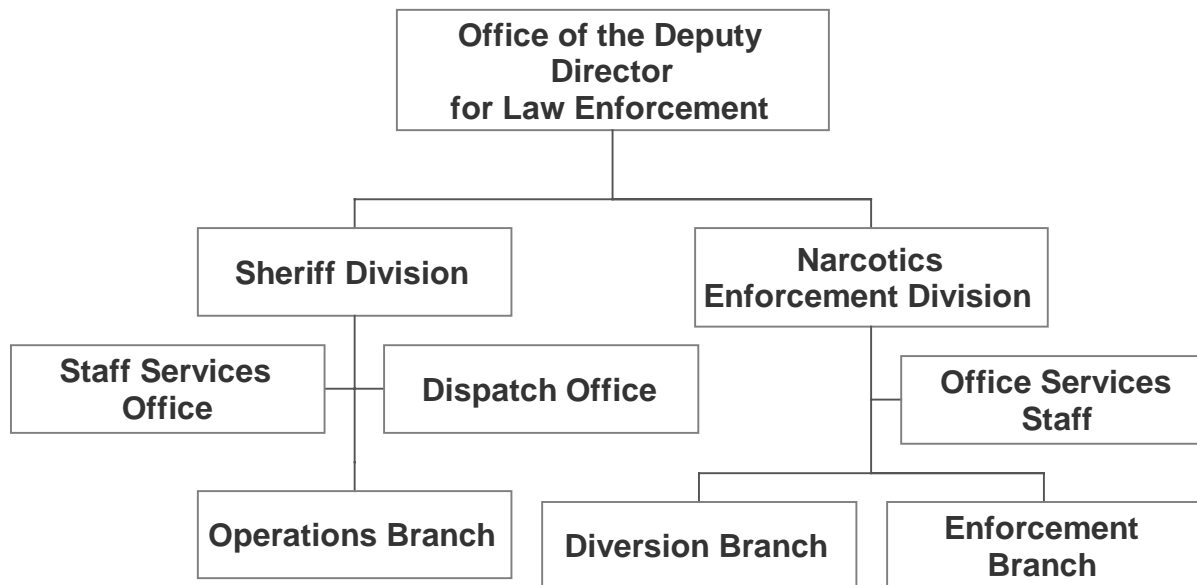 Office of the Deputy
Director
for Law Enforcement
Sheriff Division
Narcotics
Enforcement Division
Staff Services
Office
Dispatch Office
Office Services
Staff
Operations Branch
Diversion Branch
Enforcement
Branch